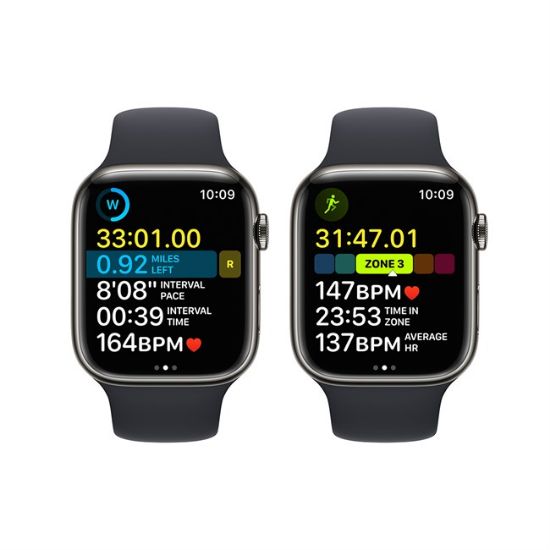 W
10:09
33:01.00
0.92 MILES LEFT
R
8'08" INTERVAL PACE
00:39 INTERVAL TIME
164BPM
10:09
31:47.01
ZONE 3
147BPM
23:53 TIME IN ZONE
137BPM AVERAGE HR